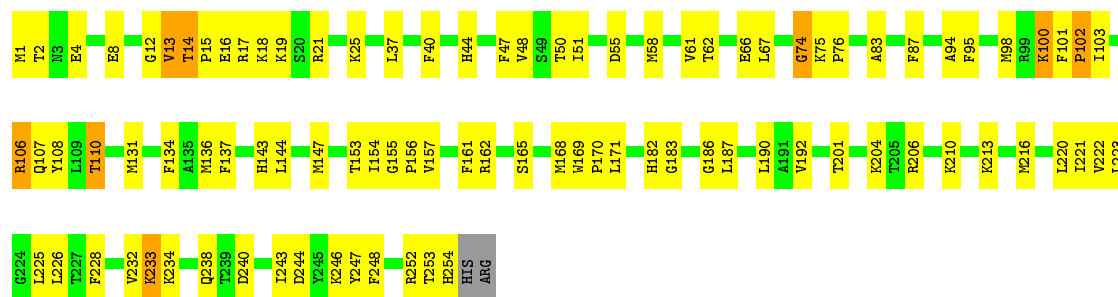 M1 T2 N3 E4 E8 G12 V13 T14 P15 E16 R17 K18 K19 S20 R21 K25 L37 F40 H44 F47 V48 S49 T50 I51 D55 M58 V61 T62 E66 L67 G74 K75 P76 A83 F87 A94 F95 M98 R99 K100 F101 P102 I103
R106 Q107 Y108 L109 T110 M131 F134 A135 M136 F137 H143 L144 M147 T153 I154 G155 P156 V157 F161 R162 S165 M168 W169 P170 L171 H182 G183 G186 L187 L190 A191 V192 T201 K204 T205 R206 K210 K213 M216 L220 I221 V222
G224 L225 L226 T227 F228 V232 K233 K234 Q238 T239 D240 I243 D244 Y245 K246 Y247 F248 R252 T253 H254 HIS ARG